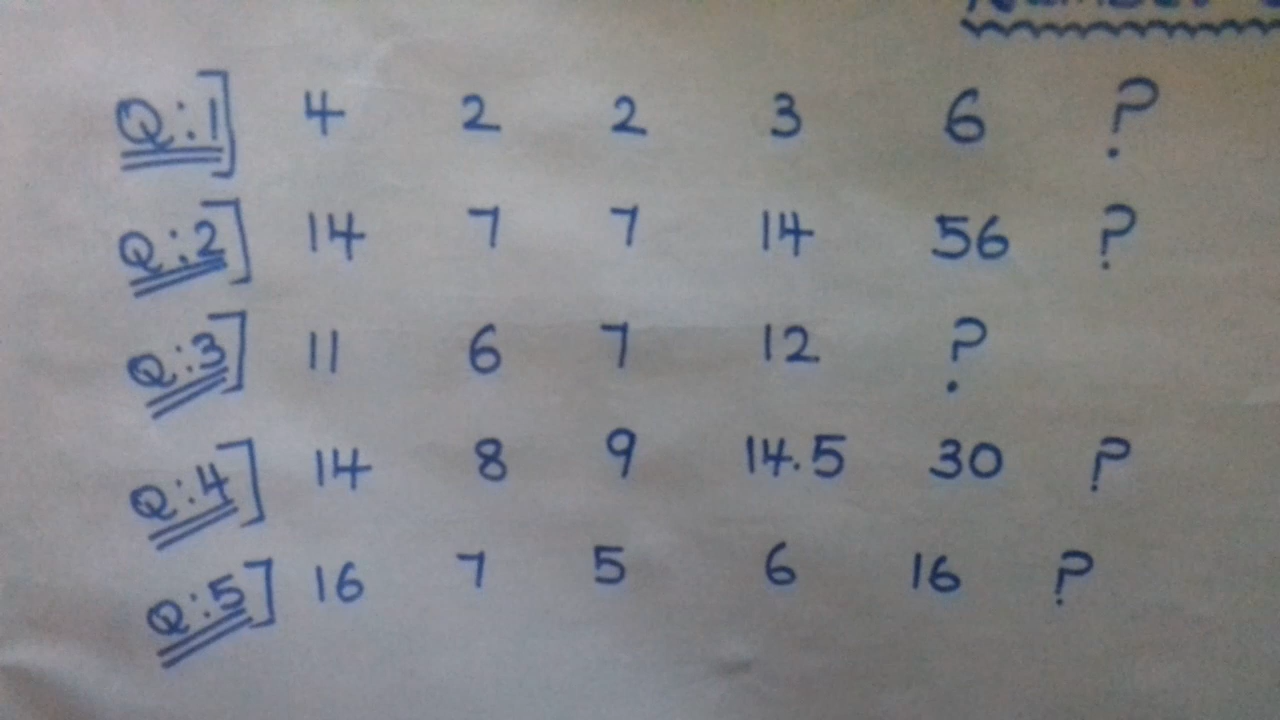 Q:1] 4 2 2 3 6 ?
Q:2] 14 7 7 14 56 ?
Q:3] 11 6 7 12 ?
Q:4] 14 8 9 14.5 30 ?
Q:5] 16 7 5 6 16 ?